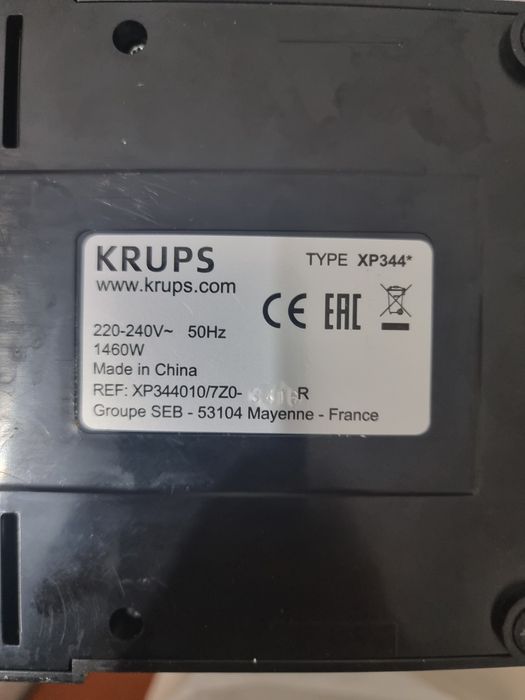 KRUPS
TYPE XP344*
www.krups.com
CE EAC
220-240V~ 50Hz
1460W
Made in China
REF: XP344010/7Z0- R
Groupe SEB - 53104 Mayenne - France